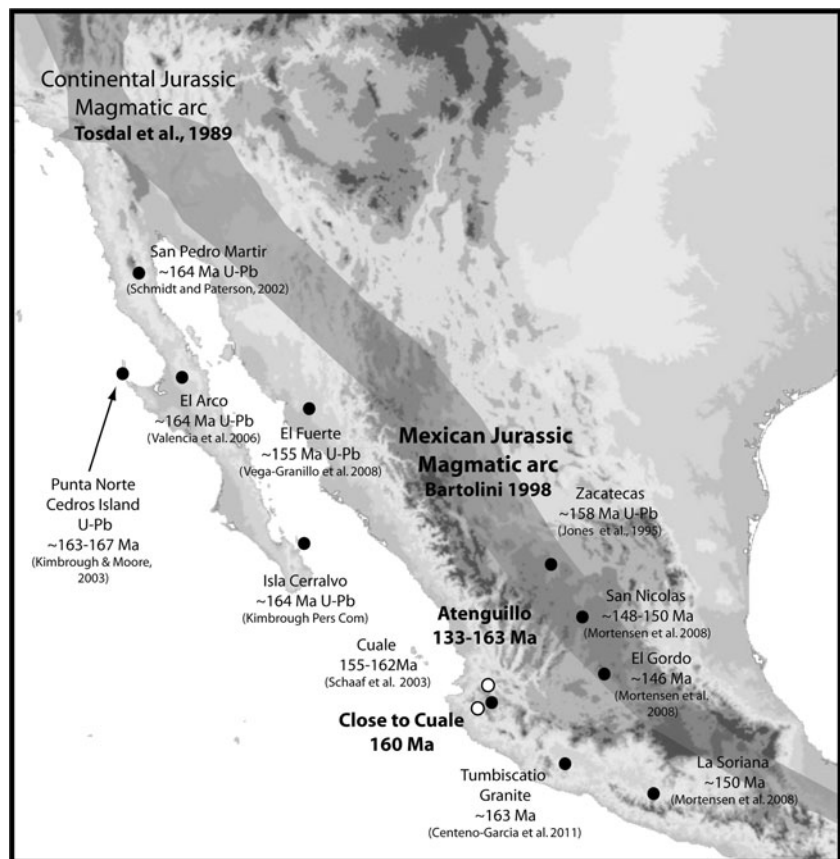 Continental Jurassic
Magmatic arc
Tosdal et al., 1989
San Pedro Martir
~164 Ma U-Pb
(Schmidt and Paterson, 2002)
El Arco
~164 Ma U-Pb
(Valencia et al. 2006)
El Fuerte
~155 Ma U-Pb
(Vega-Granillo et al. 2008)
Mexican Jurassic
Magmatic arc
Bartolini 1998
Punta Norte
Cedros Island
U-Pb
~163-167 Ma
(Kimbrough & Moore,
2003)
Zacatecas
~158 Ma U-Pb
(Jones et al., 1995)
Isla Cerralvo
~164 Ma U-Pb
(Kimbrough Pers Com)
San Nicolas
~148-150 Ma
(Mortensen et al. 2008)
Atenguillo
133-163 Ma
Cuale
155-162Ma
(Schaaf et al. 2003)
El Gordo
~146 Ma
(Mortensen et al.
2008)
Close to Cuale
160 Ma
Tumbiscatio
Granite
~163 Ma
(Centeno-Garcia et al. 2011)
La Soriana
~150 Ma
(Mortensen et al. 2008)